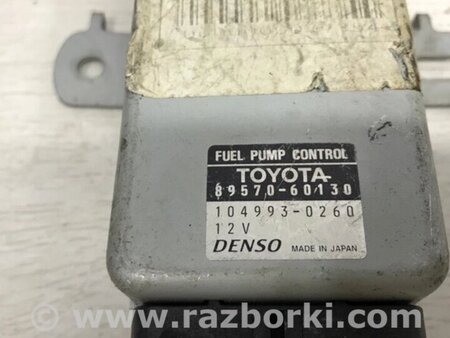 FUEL PUMP CONTROL
TOYOTA
89570-60130
104993-0260
12V
DENSO MADE IN JAPAN
www.razborki.com